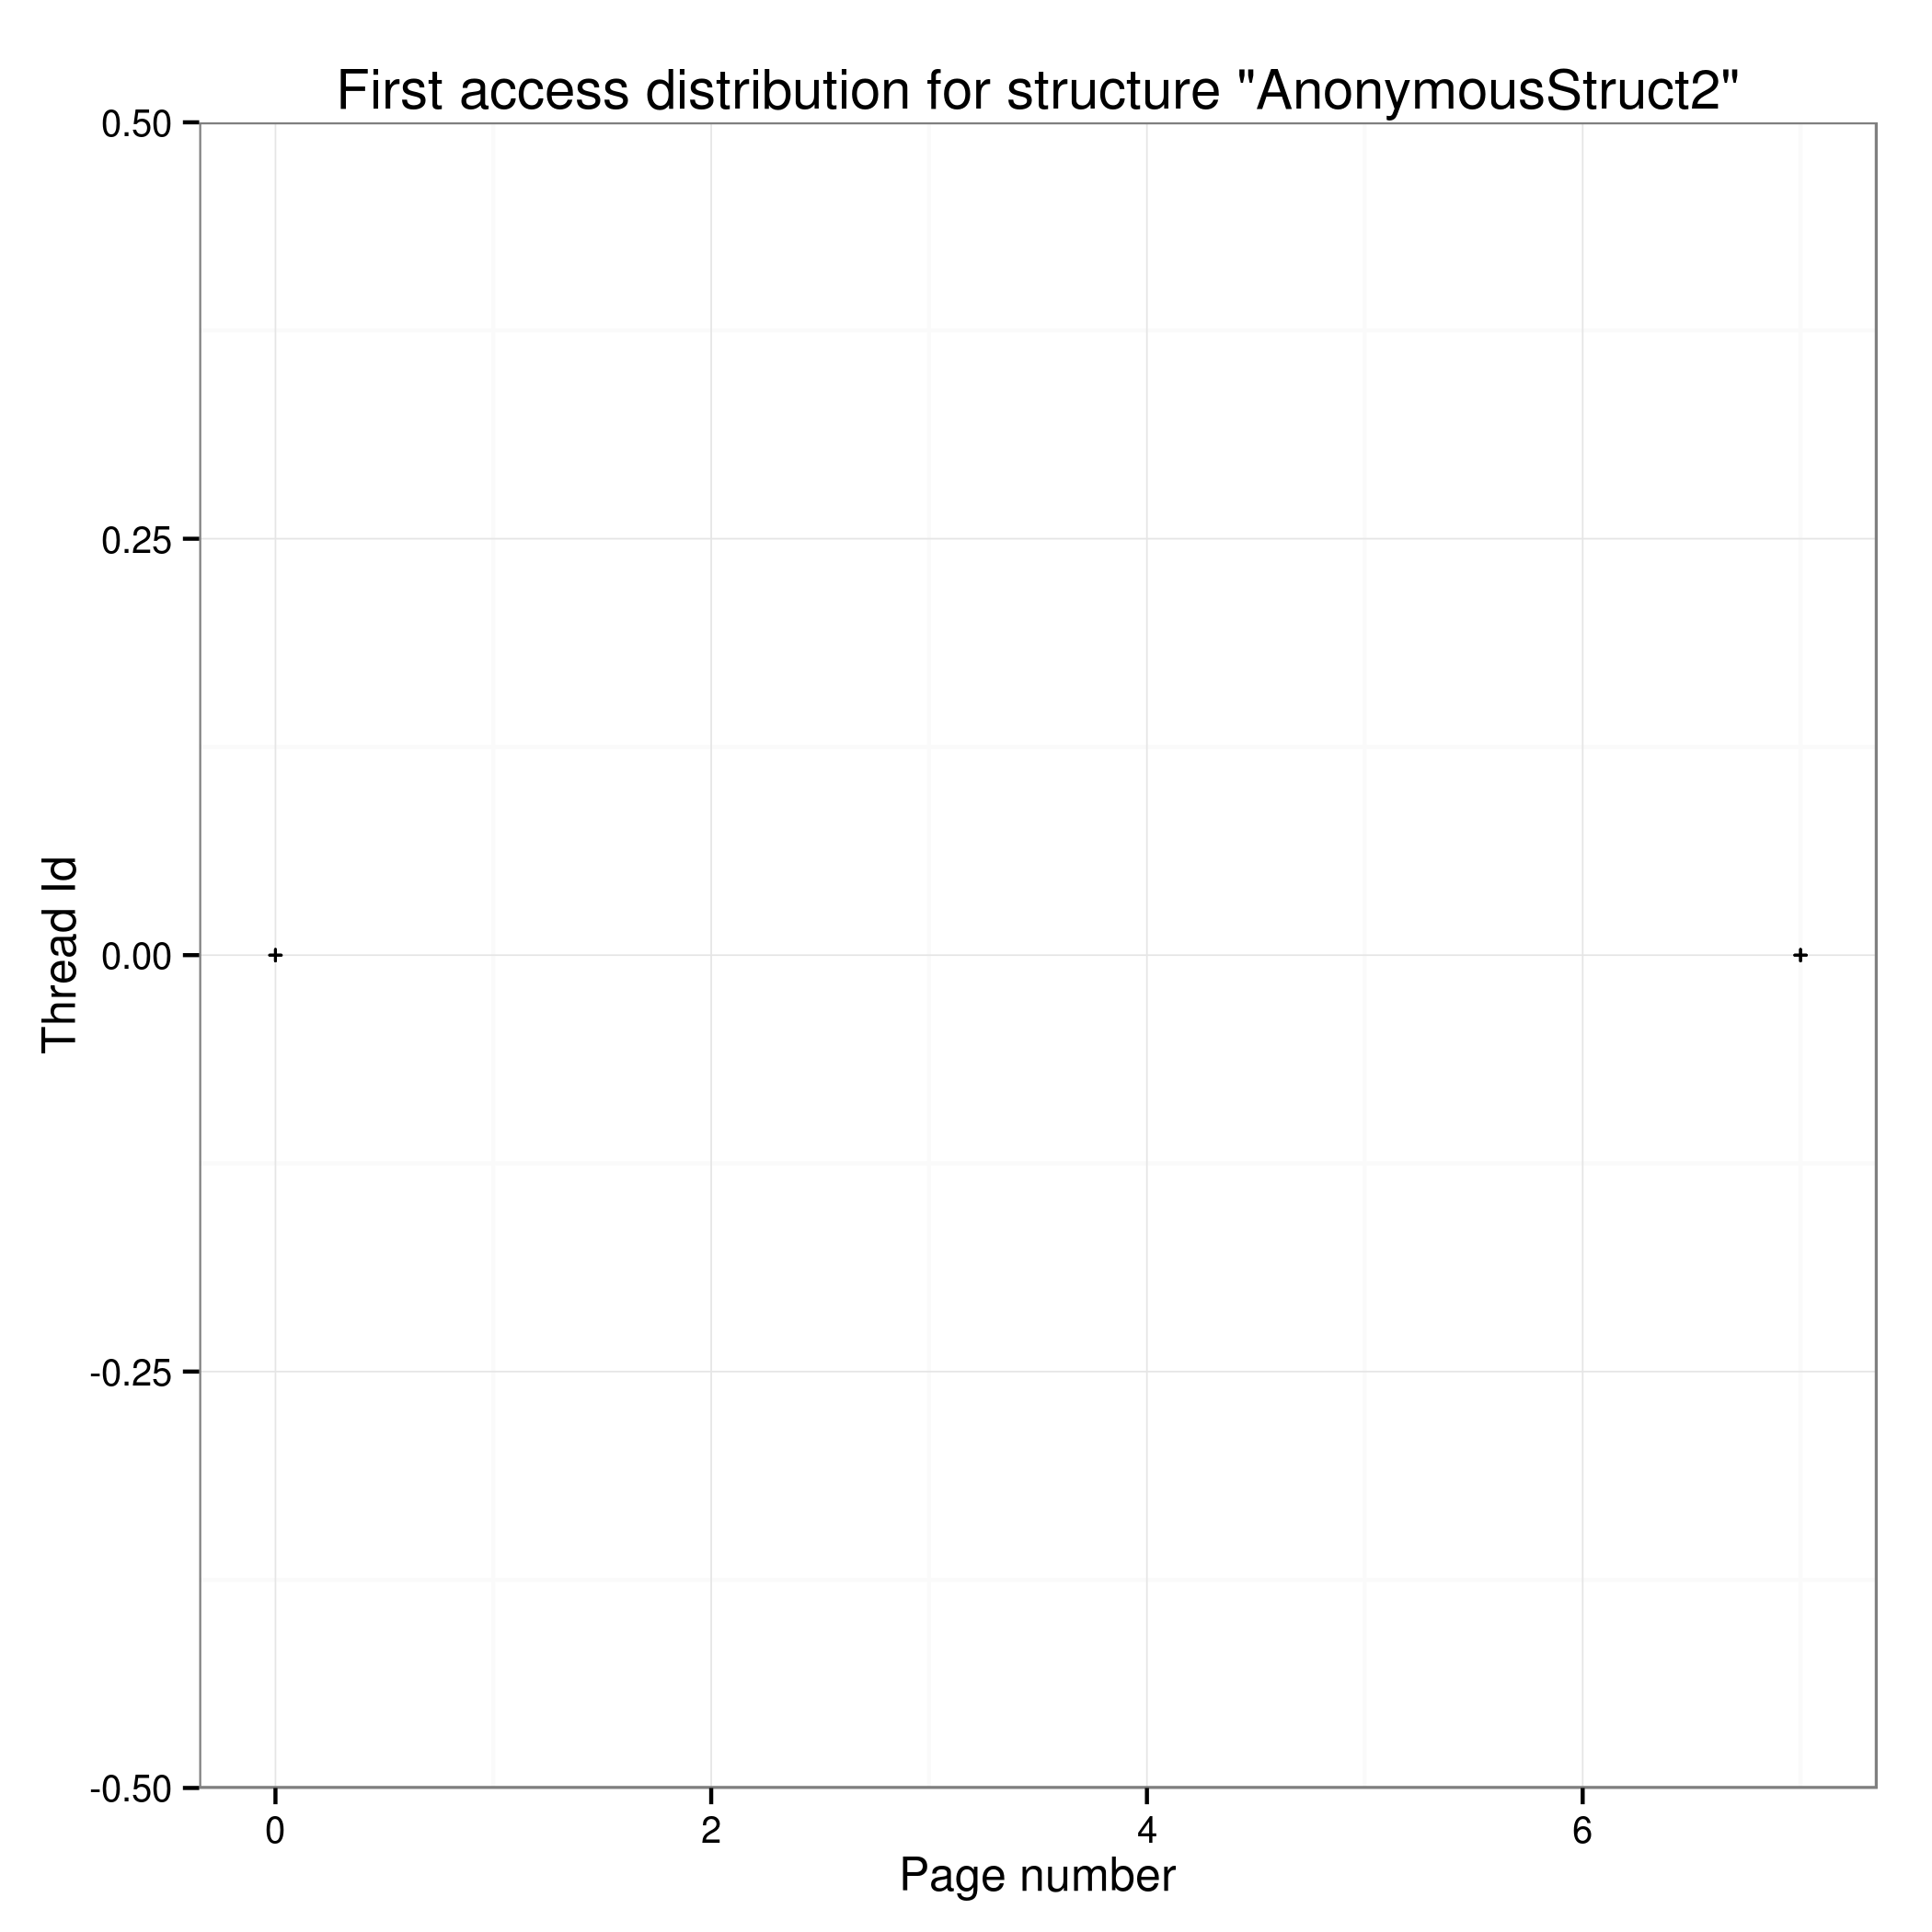 First access distribution for structure "AnonymousStruct2"
0.50
0.25
0.00
-0.25
-0.50
Thread Id
0 2 4 6
Page number